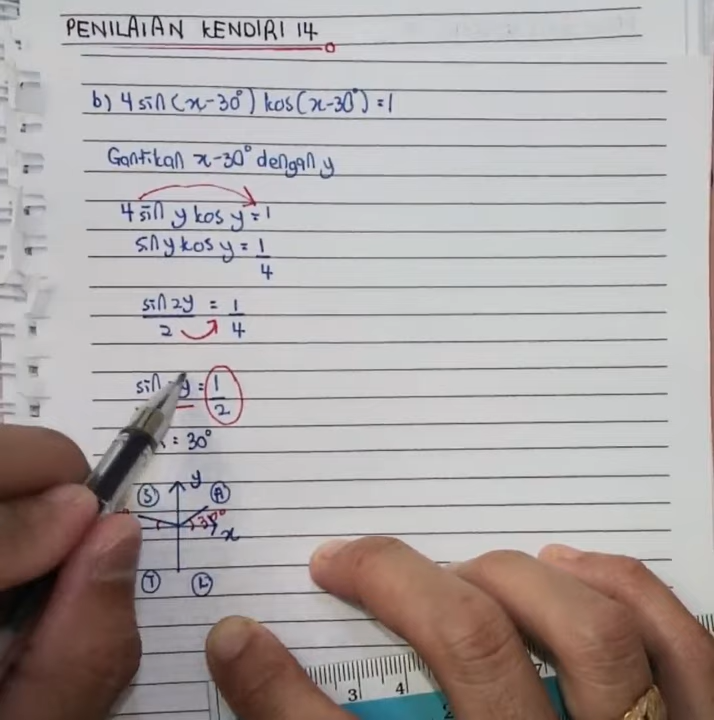 PENILAIAN KENDIRI 14
b) 4 sin(x-30°) kos(x-30°) = 1
Gantikan x-30° dengan y
4 sin y kos y = 1
sin y kos y = 1/4
sin 2y / 2 = 1/4
sin y = 1/2
= 30°
y
S A
30°
x
T L
3 4